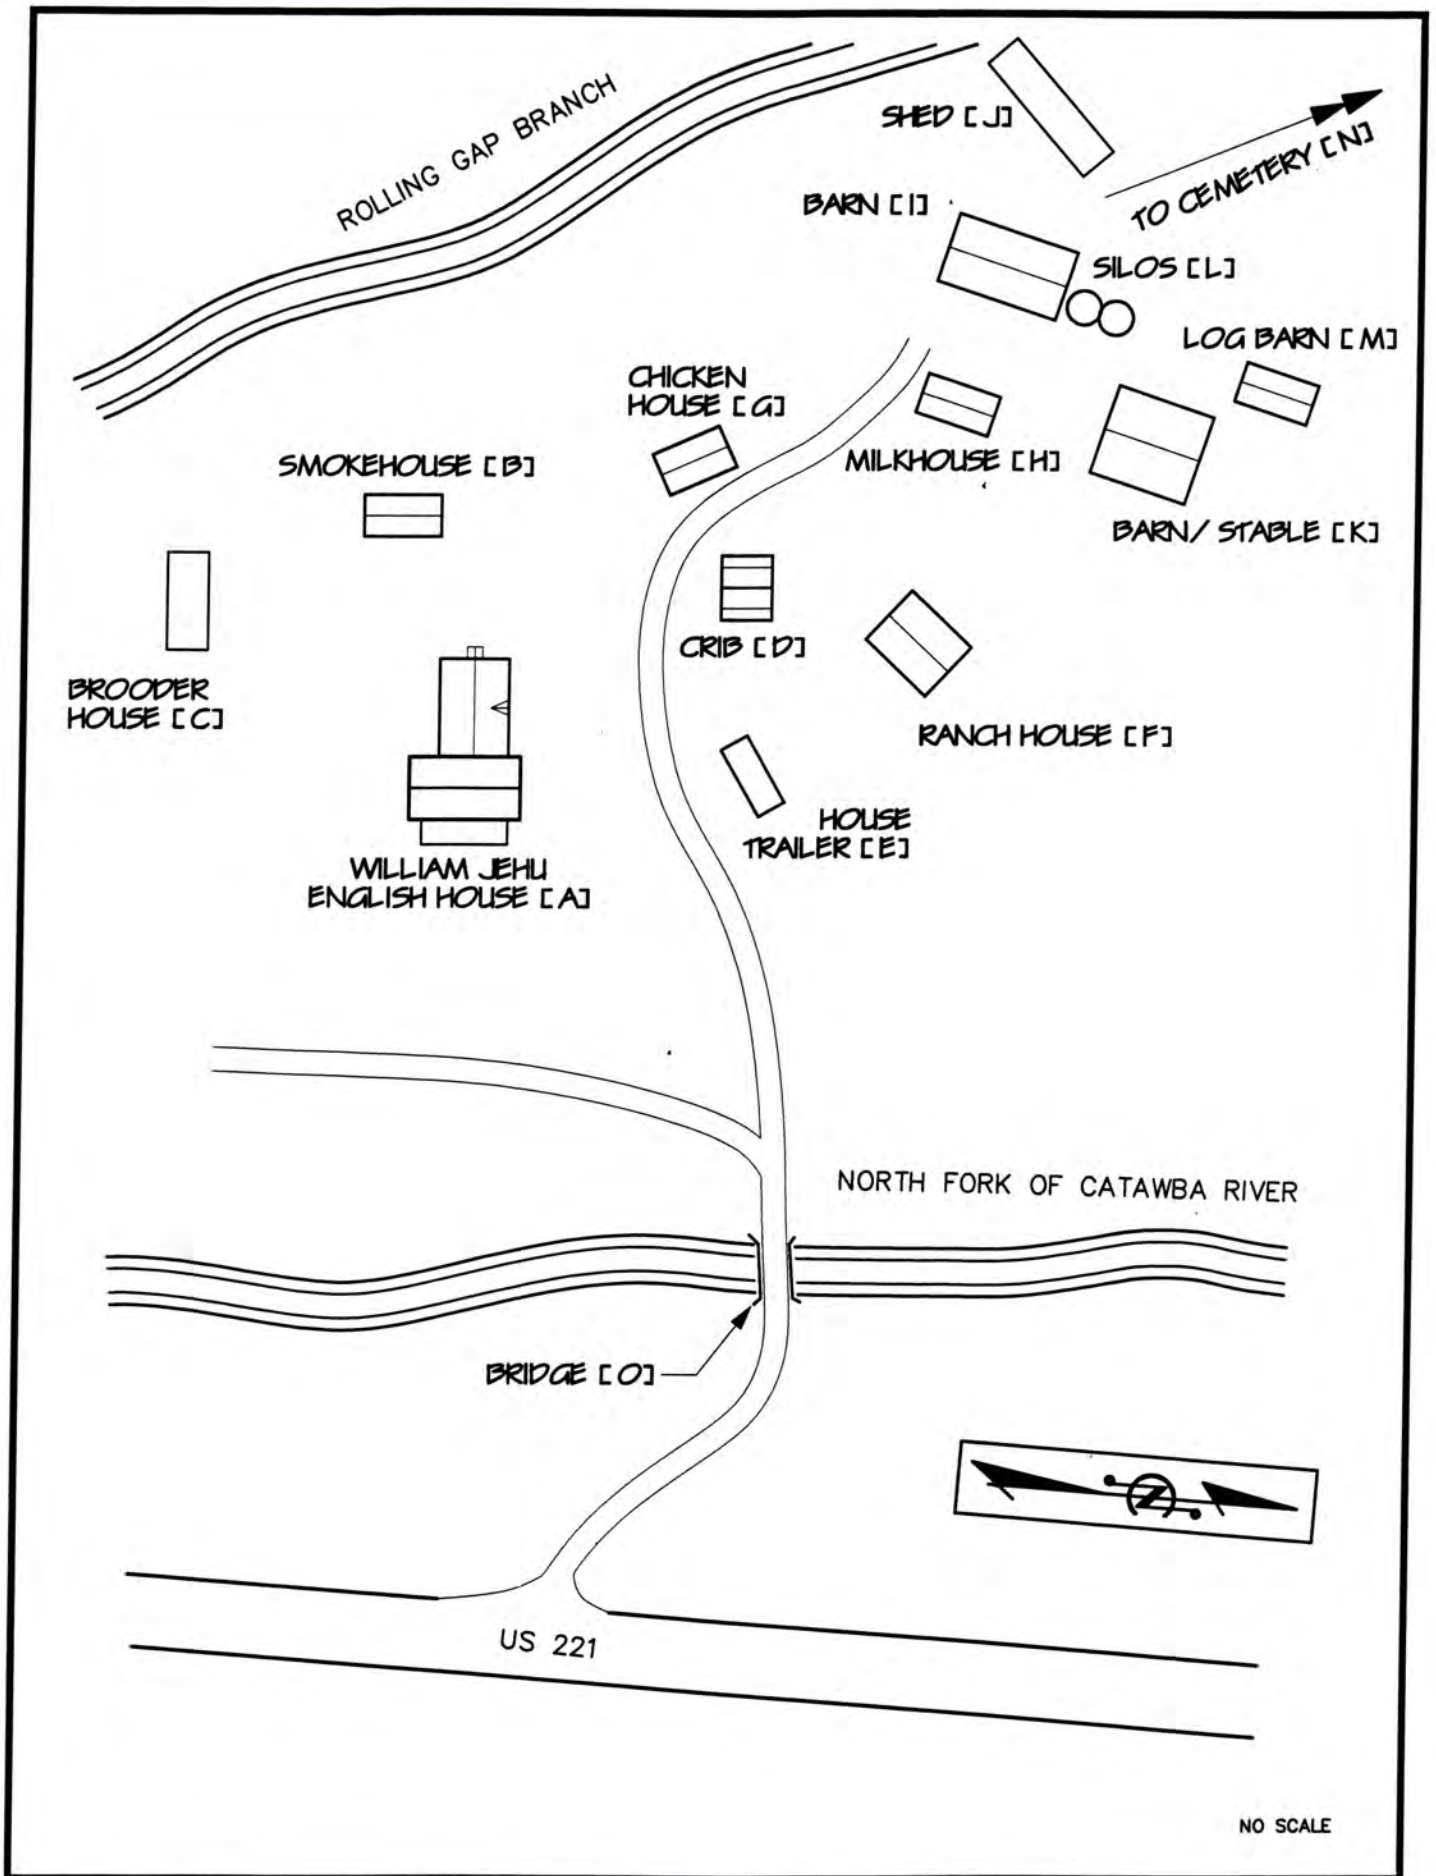 ROLLING GAP BRANCH
SHED [J]
TO CEMETERY [N]
BARN [I]
SILOS [L]
LOG BARN [M]
CHICKEN
HOUSE [G]
MILKHOUSE [H]
SMOKEHOUSE [B]
BARN/ STABLE [K]
CRIB [D]
BROODER
HOUSE [C]
RANCH HOUSE [F]
HOUSE
TRAILER [E]
WILLIAM JEHU
ENGLISH HOUSE [A]
NORTH FORK OF CATAWBA RIVER
BRIDGE [O]
N
US 221
NO SCALE